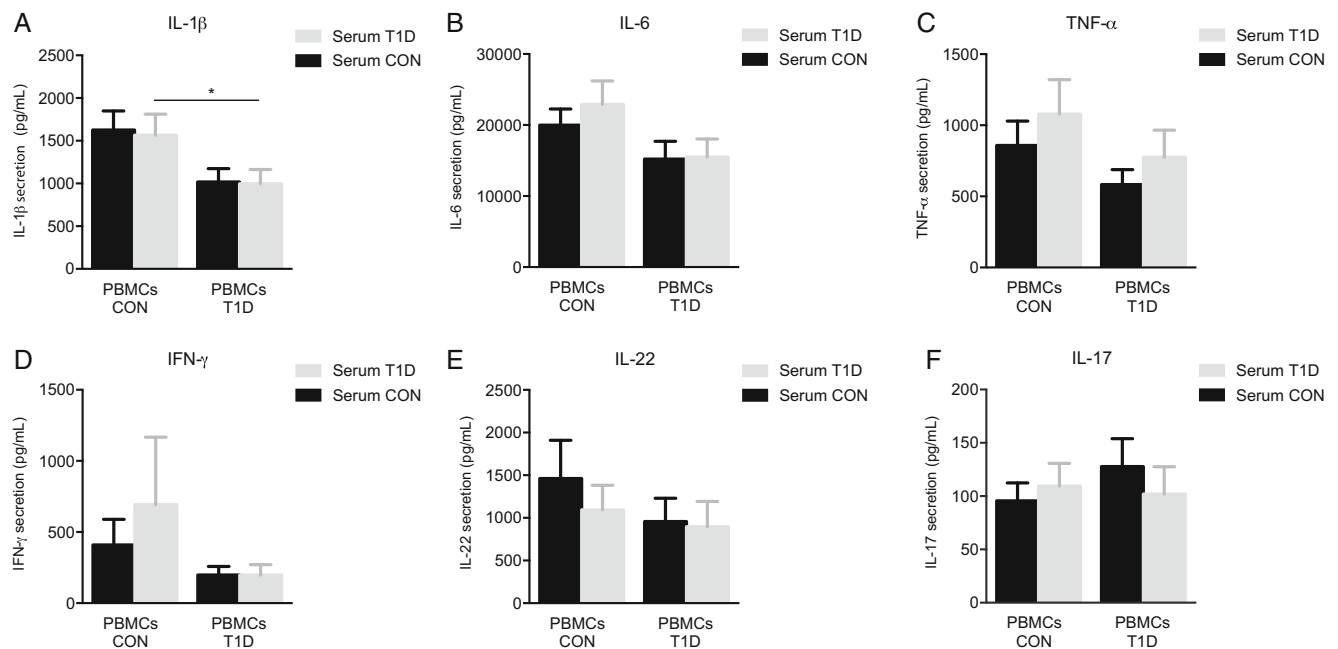 A
IL-1β
Serum T1D
Serum CON
IL-1β secretion (pg/mL)
2500
2000
1500
1000
500
0
*
PBMCs
CON
PBMCs
T1D
B
IL-6
Serum T1D
Serum CON
IL-6 secretion (pg/mL)
30000
20000
10000
0
PBMCs
CON
PBMCs
T1D
C
TNF-α
Serum T1D
Serum CON
TNF-α secretion (pg/mL)
1500
1000
500
0
PBMCs
CON
PBMCs
T1D
D
IFN-γ
Serum T1D
Serum CON
IFN-γ secretion (pg/mL)
1500
1000
500
0
PBMCs
CON
PBMCs
T1D
E
IL-22
Serum T1D
Serum CON
IL-22 secretion (pg/mL)
2500
2000
1500
1000
500
0
PBMCs
CON
PBMCs
T1D
F
IL-17
Serum T1D
Serum CON
IL-17 secretion (pg/mL)
200
150
100
50
0
PBMCs
CON
PBMCs
T1D